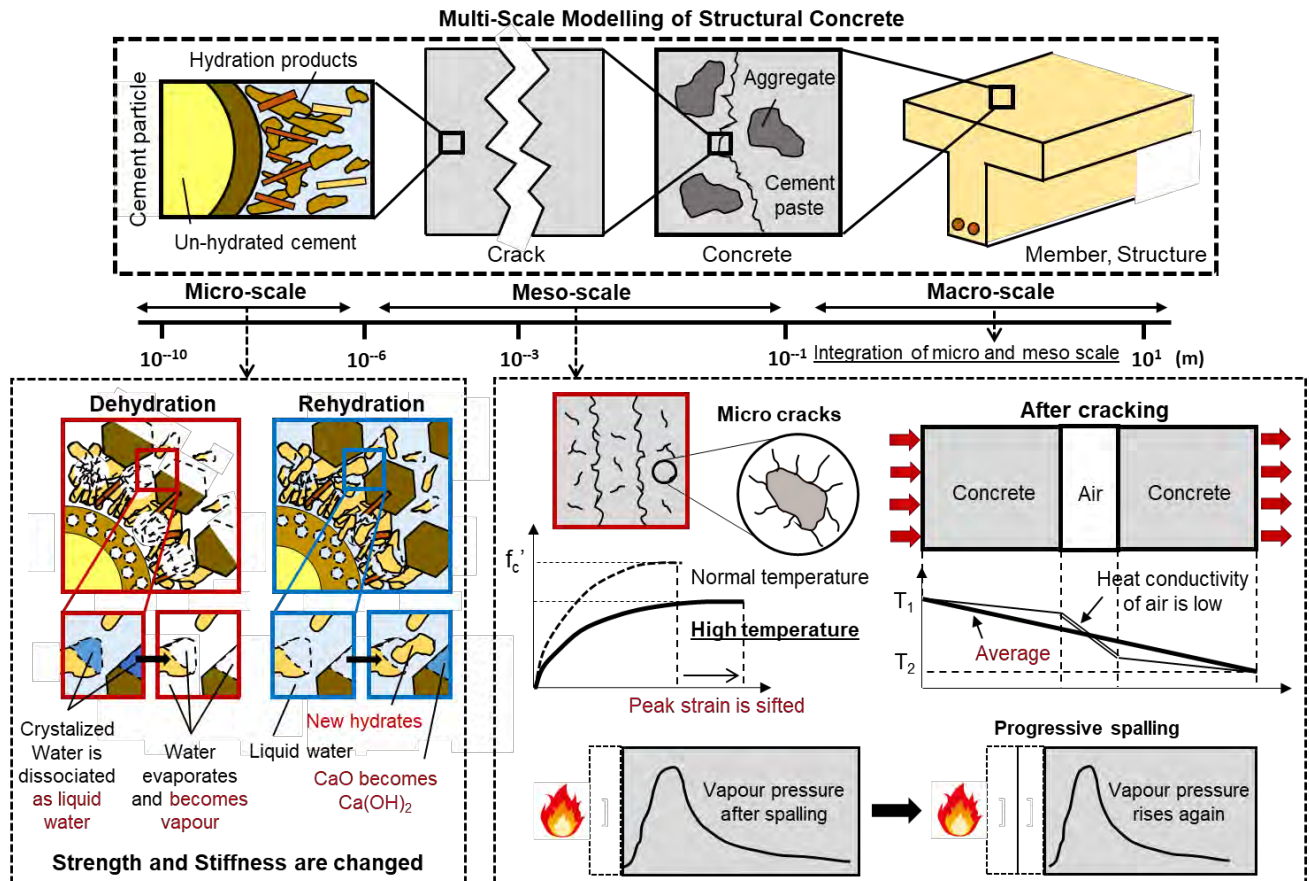 Multi-Scale Modelling of Structural Concrete
Hydration products
Cement particle
Un-hydrated cement
Crack
Aggregate
Cement
paste
Concrete
Member, Structure
Micro-scale
Meso-scale
Macro-scale
10⁻⁻¹⁰
10⁻⁶
10⁻³
10⁻⁻¹
Integration of micro and meso scale
10¹ (m)
Dehydration
Rehydration
Crystalized
Water is
dissociated
as liquid
water
Water
evaporates
and becomes
vapour
Liquid water
New hydrates
CaO becomes
Ca(OH)₂
Strength and Stiffness are changed
Micro cracks
fc'
Normal temperature
High temperature
Peak strain is sifted
After cracking
Concrete
Air
Concrete
T₁
T₂
Heat conductivity
of air is low
Average
Progressive spalling
Vapour pressure
after spalling
Vapour pressure
rises again